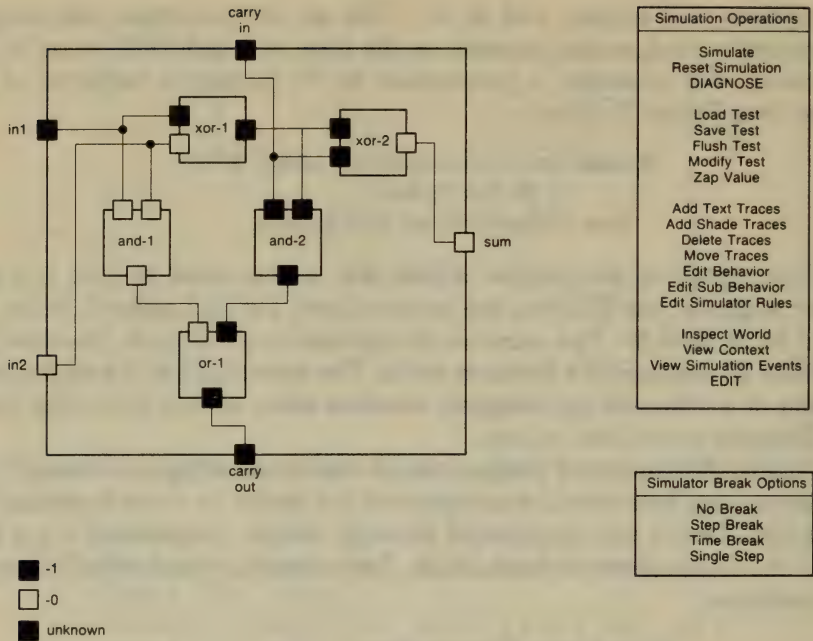 carry
in
in1
xor-1
xor-2
and-1
and-2
sum
in2
or-1
carry
out
-1
-0
unknown
Simulation Operations
Simulate
Reset Simulation
DIAGNOSE
Load Test
Save Test
Flush Test
Modify Test
Zap Value
Add Text Traces
Add Shade Traces
Delete Traces
Move Traces
Edit Behavior
Edit Sub Behavior
Edit Simulator Rules
Inspect World
View Context
View Simulation Events
EDIT
Simulator Break Options
No Break
Step Break
Time Break
Single Step